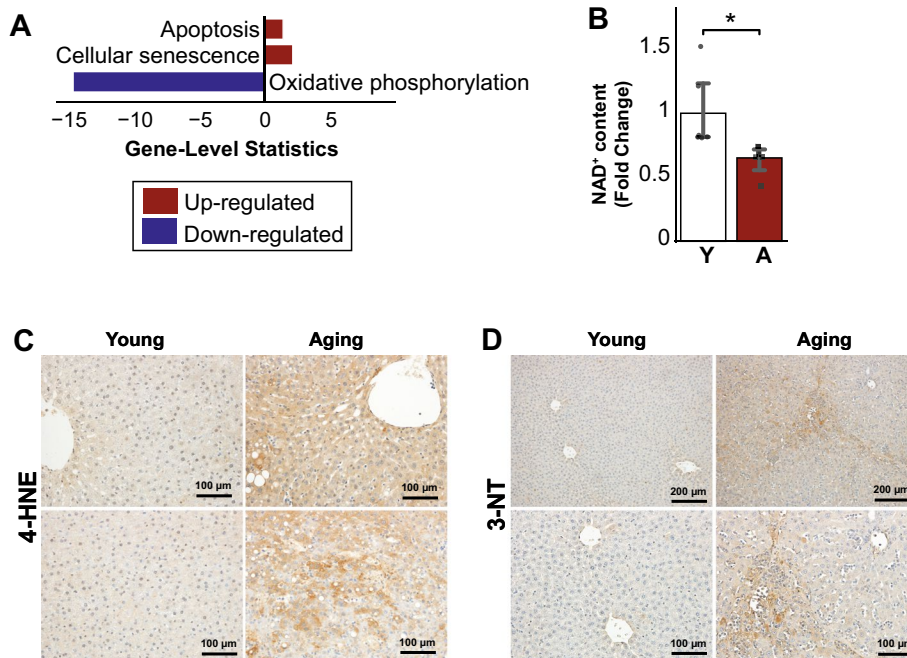 A
Apoptosis
Cellular senescence
Oxidative phosphorylation
−15 −10 −5 0 5
Gene-Level Statistics
Up-regulated
Down-regulated
B
*
NAD+ content
(Fold Change)
1.5
1
0.5
0
Y A
C
Young Aging
4-HNE
100 µm 100 µm
100 µm 100 µm
D
Young Aging
3-NT
200 µm 200 µm
100 µm 100 µm